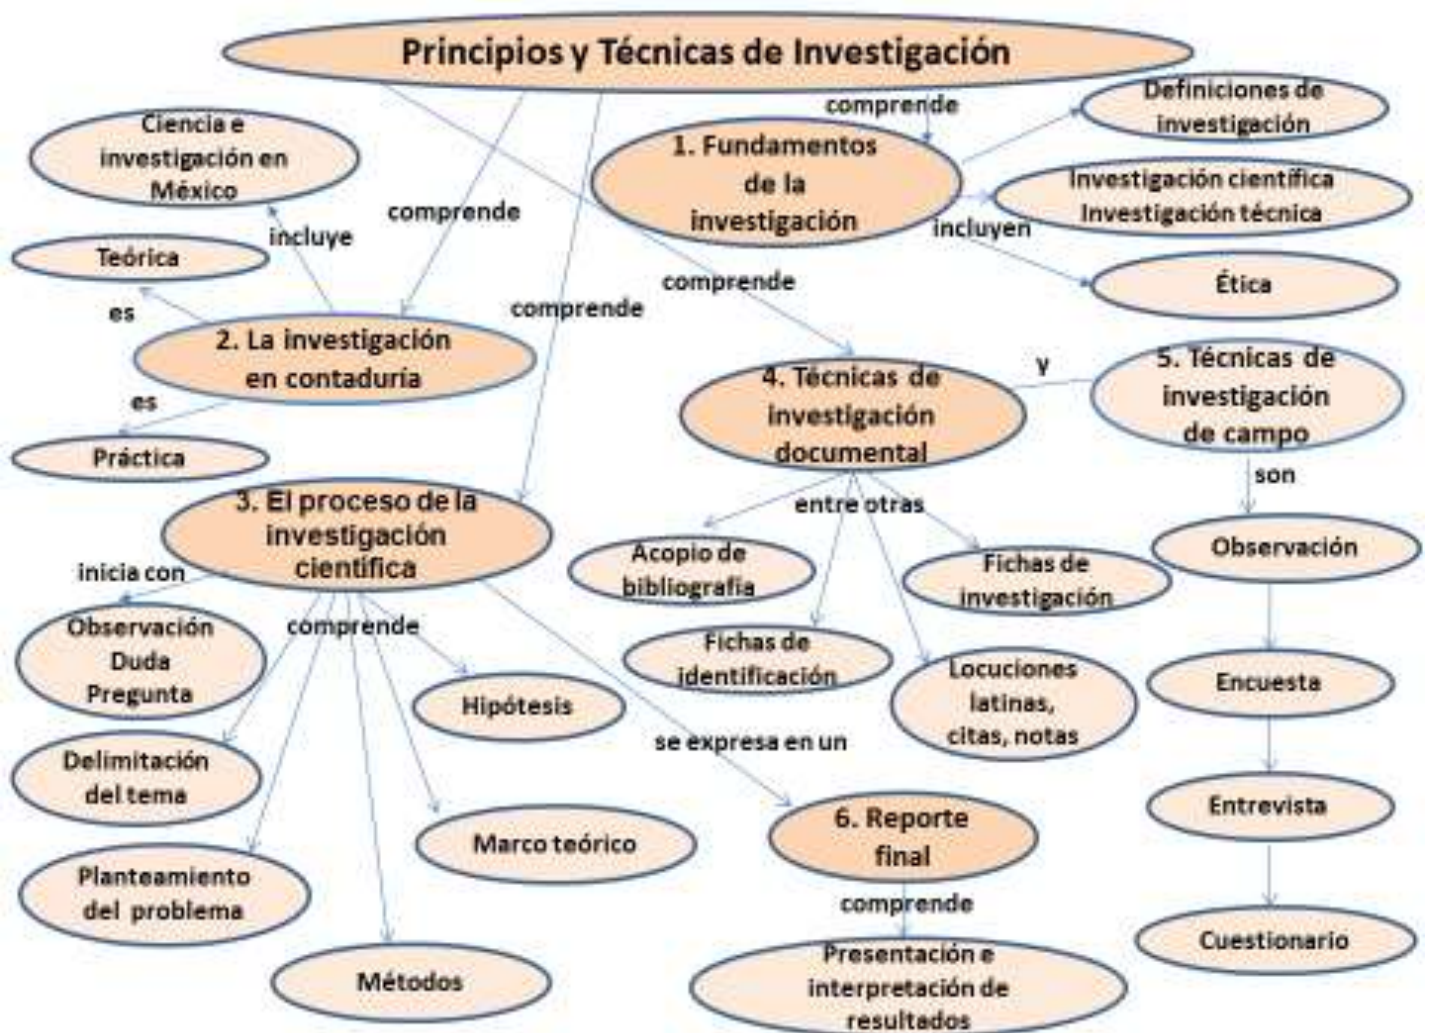 Principios y Técnicas de Investigación
comprende
Definiciones de
investigación
Ciencia e
investigación en
México
1. Fundamentos
de la
investigación
Investigación científica
Investigación técnica
comprende
incluyen
incluye
Teórica
comprende
Ética
es
comprende
2. La investigación
en contaduría
y
5. Técnicas de
investigación
de campo
4. Técnicas de
investigación
documental
es
Práctica
son
3. El proceso de la
investigación
científica
entre otras
Observación
Acopio de
bibliografía
Fichas de
investigación
inicia con
Observación
Duda
Pregunta
comprende
Fichas de
identificación
Locuciones
latinas,
citas, notas
Encuesta
Hipótesis
se expresa en un
Delimitación
del tema
Entrevista
6. Reporte
final
Marco teórico
Planteamiento
del problema
comprende
Cuestionario
Métodos
Presentación e
interpretación de
resultados